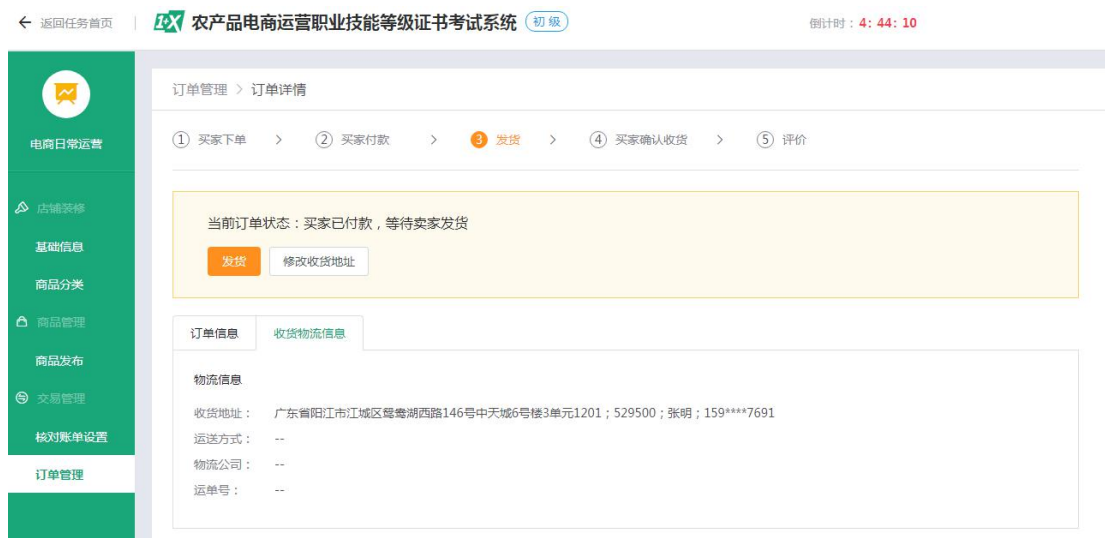 ← 返回任务首页 1+X 农产品电商运营职业技能等级证书考试系统 初级 倒计时：4: 44: 10
电商日常运营
店铺装修
基础信息
商品分类
商品管理
商品发布
交易管理
核对账单设置
订单管理
订单管理 > 订单详情
1 买家下单 > 2 买家付款 > 3 发货 > 4 买家确认收货 > 5 评价
当前订单状态：买家已付款，等待卖家发货
发货 修改收货地址
订单信息 收货物流信息
物流信息
收货地址： 广东省阳江市江城区鸳鸯湖西路146号中天城6号楼3单元1201；529500；张明；159****7691
运送方式： --
物流公司： --
运单号： --